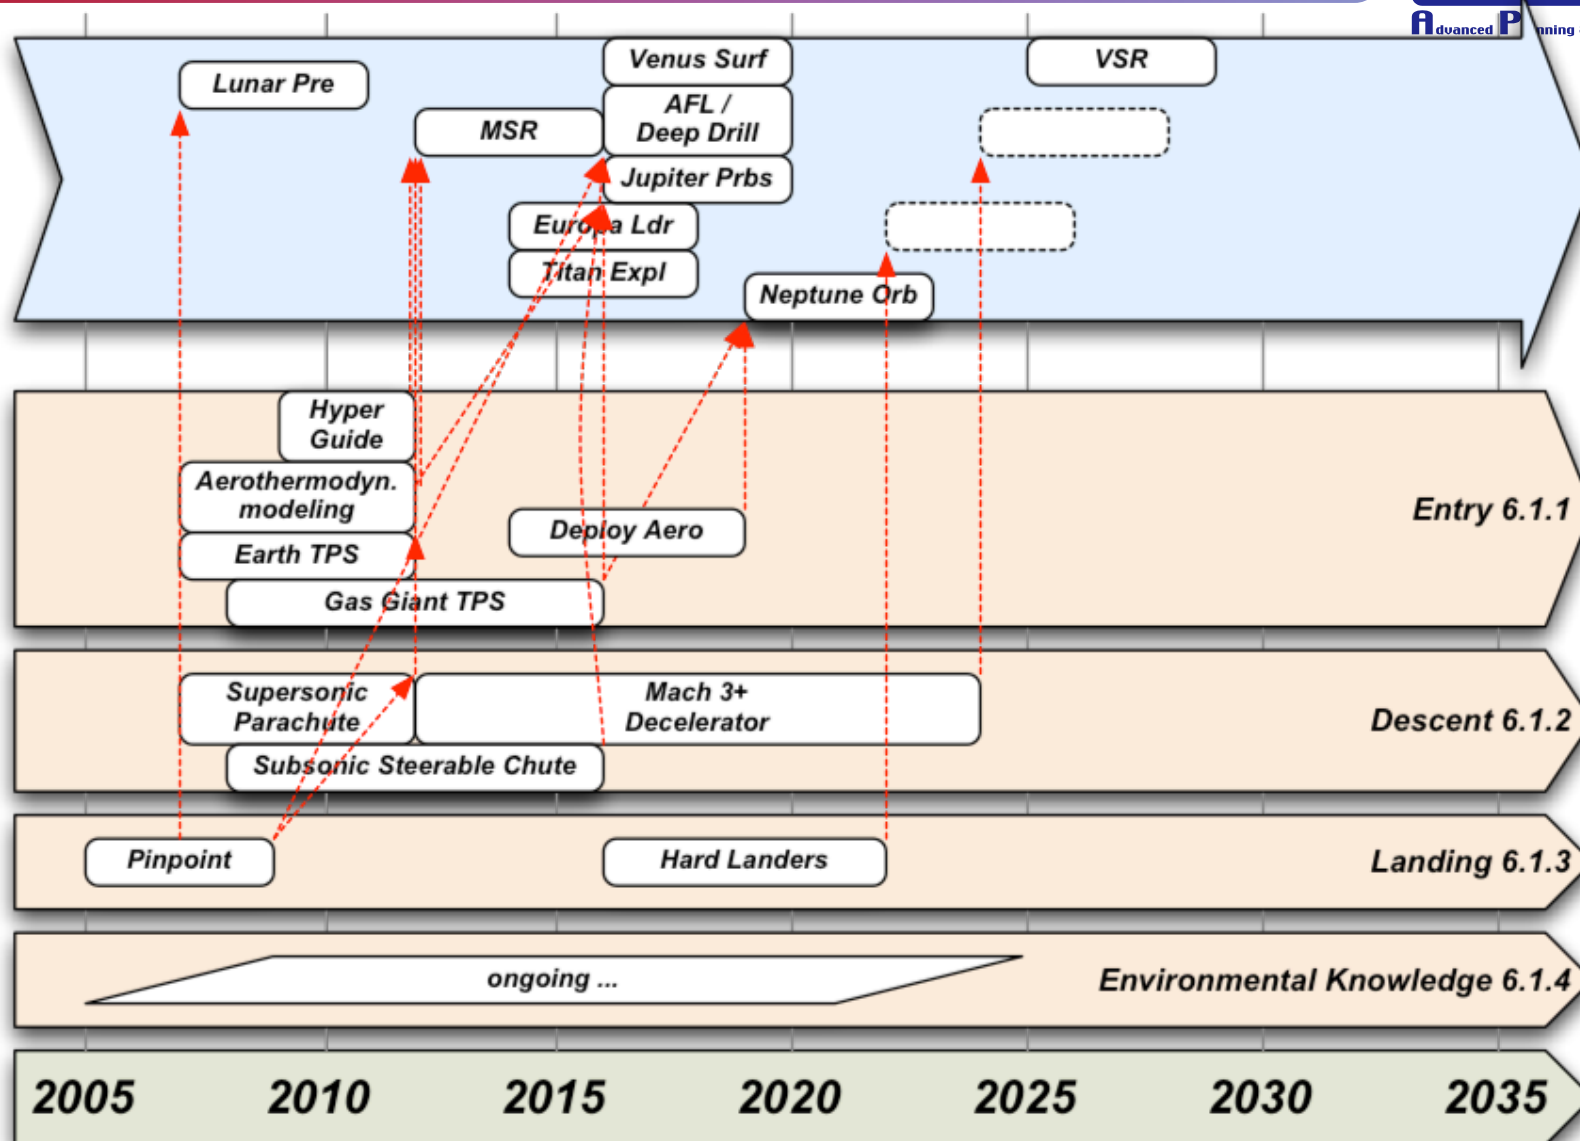 Advanced Planning
Lunar Pre
Venus Surf
VSR
MSR
AFL /
Deep Drill
Jupiter Prbs
Europa Ldr
Titan Expl
Neptune Orb
Hyper
Guide
Aerothermodyn.
modeling
Earth TPS
Gas Giant TPS
Deploy Aero
Entry 6.1.1
Supersonic
Parachute
Mach 3+
Decelerator
Subsonic Steerable Chute
Descent 6.1.2
Pinpoint
Hard Landers
Landing 6.1.3
ongoing ...
Environmental Knowledge 6.1.4
2005 2010 2015 2020 2025 2030 2035